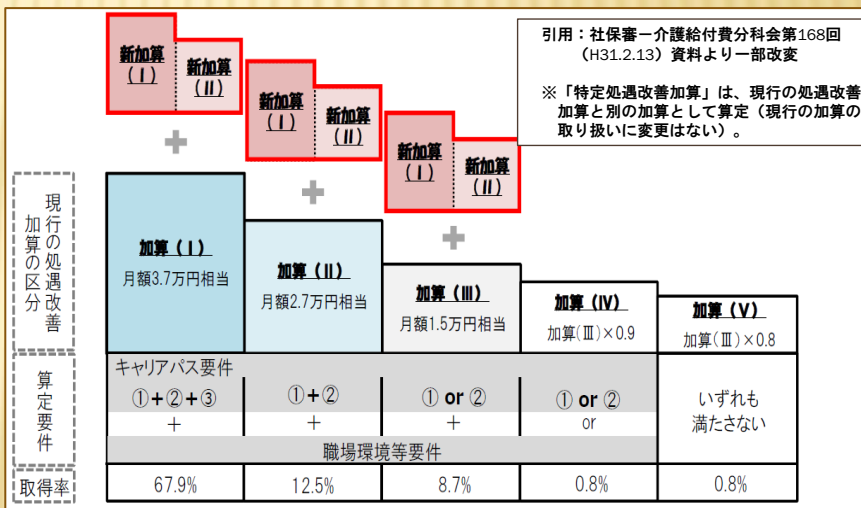 引用：社保審－介護給付費分科会第168回
（H31.2.13）資料より一部改変
※「特定処遇改善加算」は、現行の処遇改善
加算と別の加算として算定（現行の加算の
取り扱いに変更はない）。
新加算
(Ⅰ)
新加算
(Ⅱ)
新加算
(Ⅰ)
新加算
(Ⅱ)
新加算
(Ⅰ)
新加算
(Ⅱ)
+
+
+
現行の処遇改善
加算の区分
加算(Ⅰ)
月額3.7万円相当
加算(Ⅱ)
月額2.7万円相当
加算(Ⅲ)
月額1.5万円相当
加算(Ⅳ)
加算(Ⅲ)×0.9
加算(Ⅴ)
加算(Ⅲ)×0.8
算定要件
キャリアパス要件
①+②+③
①+②
① or ②
① or ②
いずれも
満たさない
+
+
+
or
職場環境等要件
取得率
67.9%
12.5%
8.7%
0.8%
0.8%